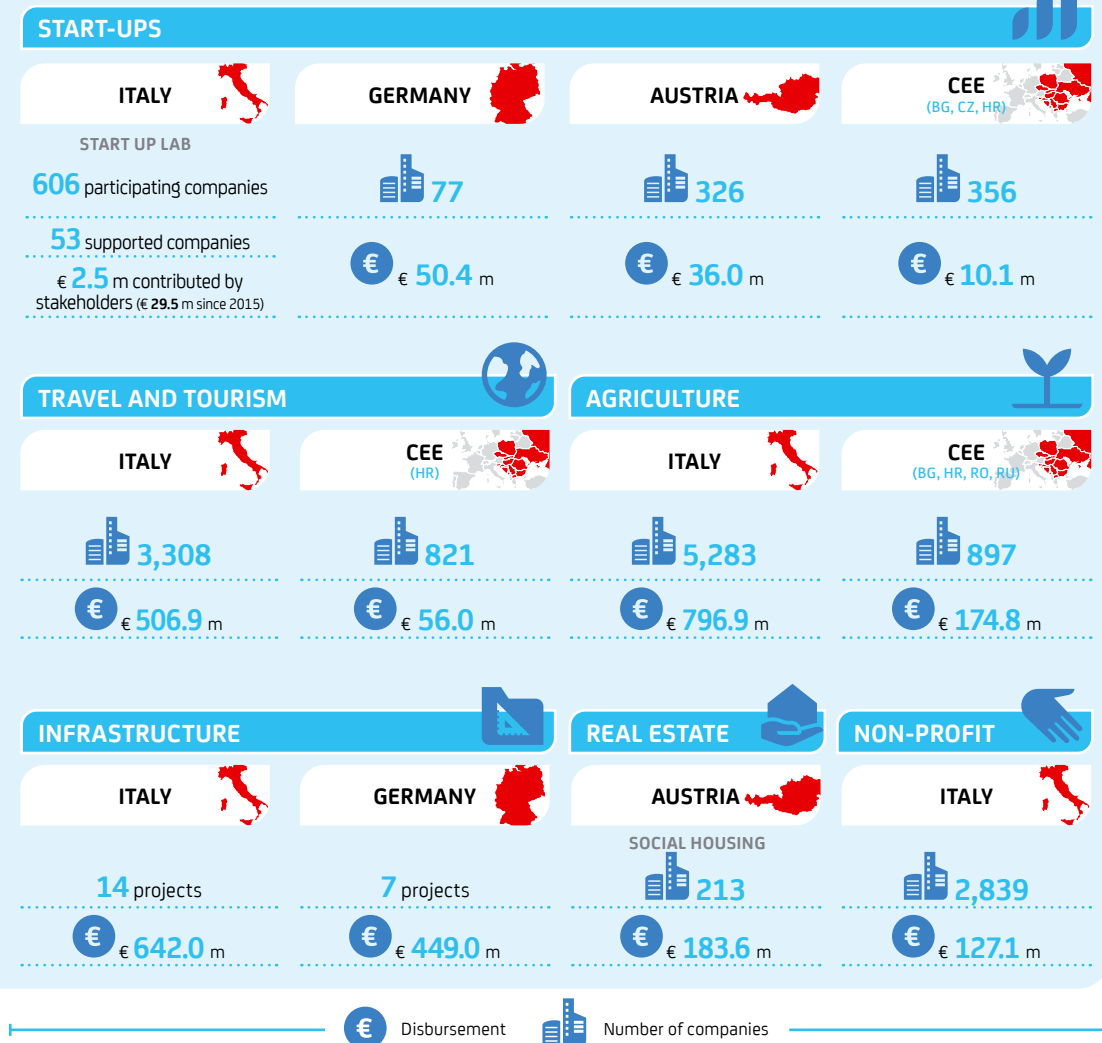 START-UPS
ITALY
GERMANY
AUSTRIA
CEE
(BG, CZ, HR)
START UP LAB
606 participating companies
77
326
356
53 supported companies
€ 2.5 m contributed by
stakeholders (€ 29.5 m since 2015)
€
€ 50.4 m
€
€ 36.0 m
€
€ 10.1 m
TRAVEL AND TOURISM
AGRICULTURE
ITALY
CEE
(HR)
ITALY
CEE
(BG, HR, RO, RU)
3,308
821
5,283
897
€
€ 506.9 m
€
€ 56.0 m
€
€ 796.9 m
€
€ 174.8 m
INFRASTRUCTURE
REAL ESTATE
NON-PROFIT
ITALY
GERMANY
AUSTRIA
ITALY
SOCIAL HOUSING
14 projects
7 projects
213
2,839
€
€ 642.0 m
€
€ 449.0 m
€
€ 183.6 m
€
€ 127.1 m
€
Disbursement
Number of companies